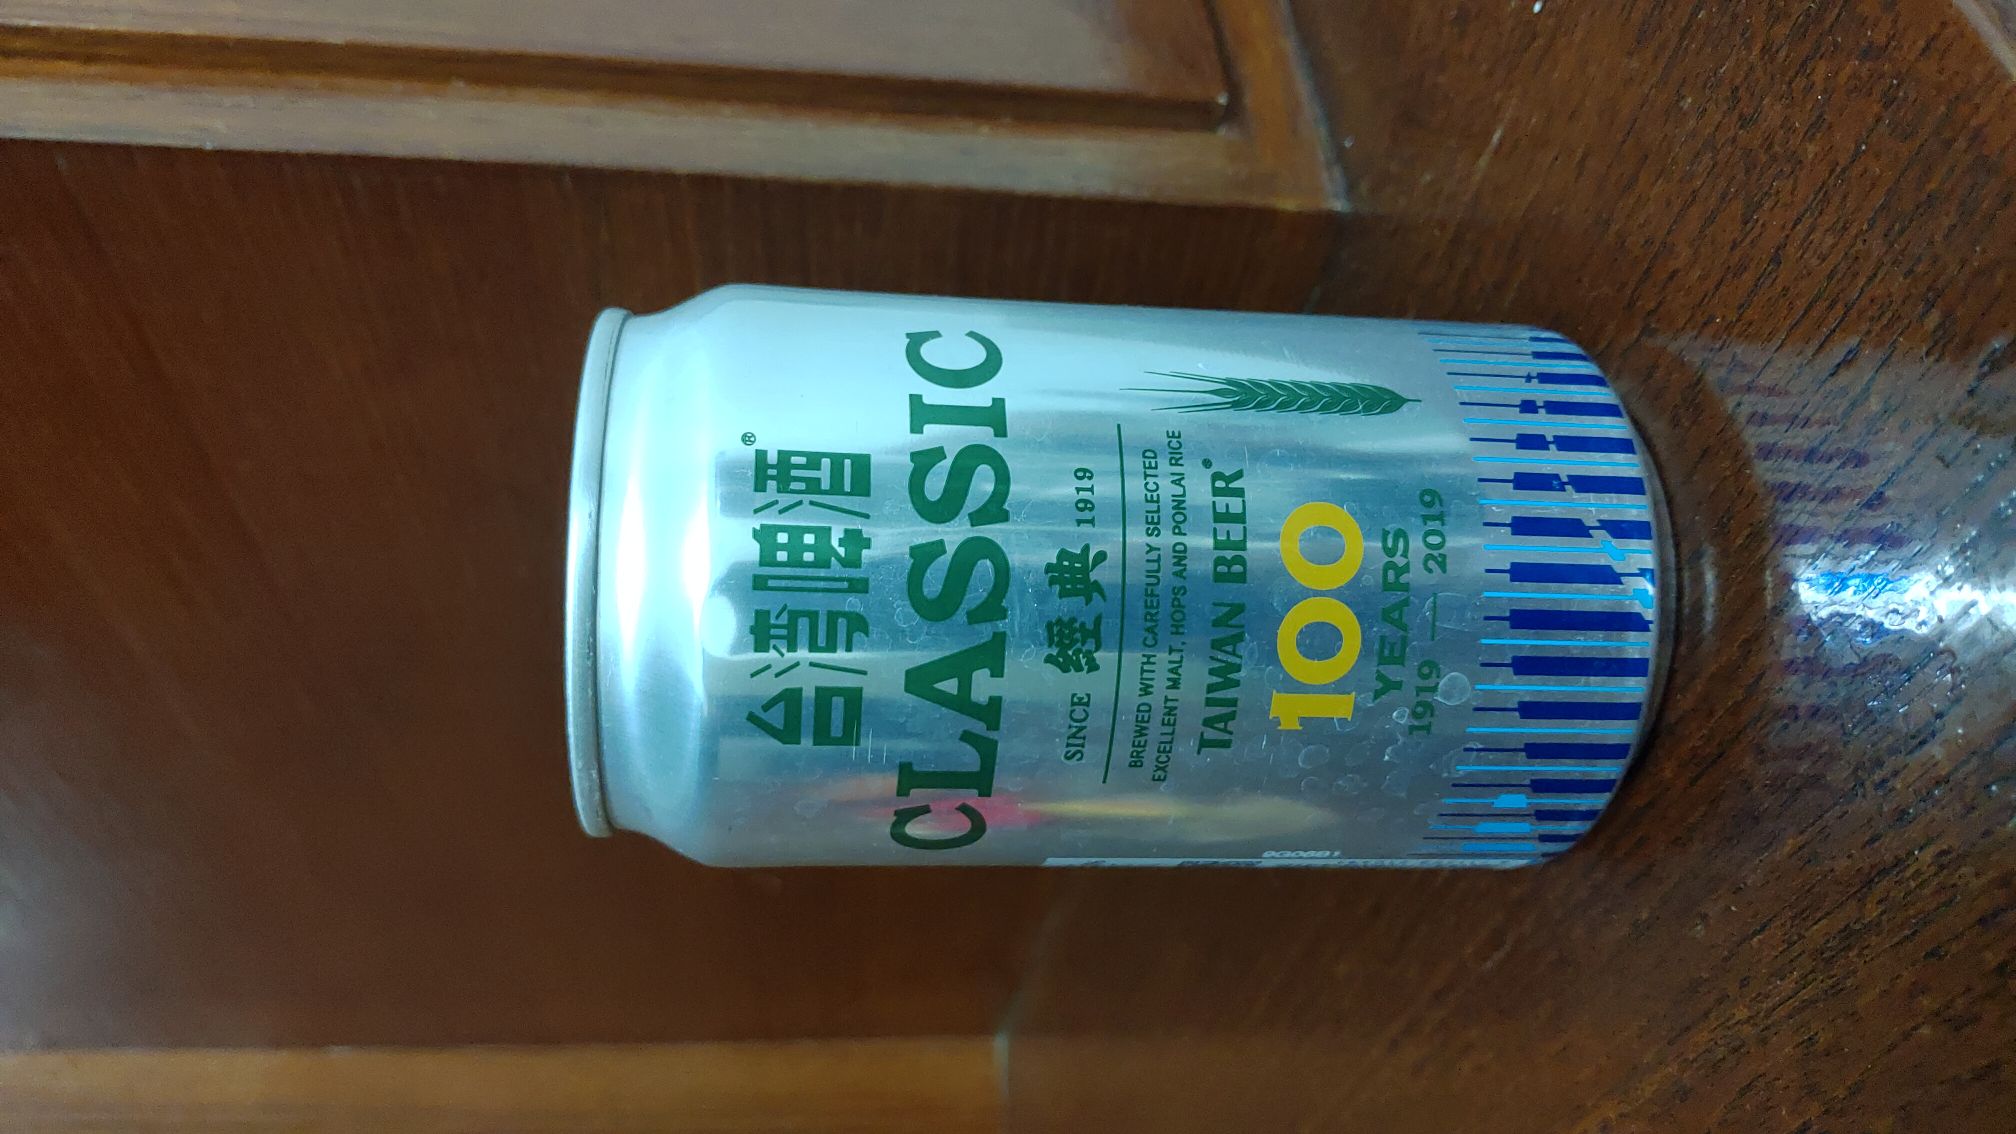 台灣啤酒®
CLASSIC
SINCE 經典 1919
BREWED WITH CAREFULLY SELECTED
EXCELLENT MALT, HOPS AND PONLAI RICE
TAIWAN BEER®
100
YEARS
1919 — 2019
9G06B1